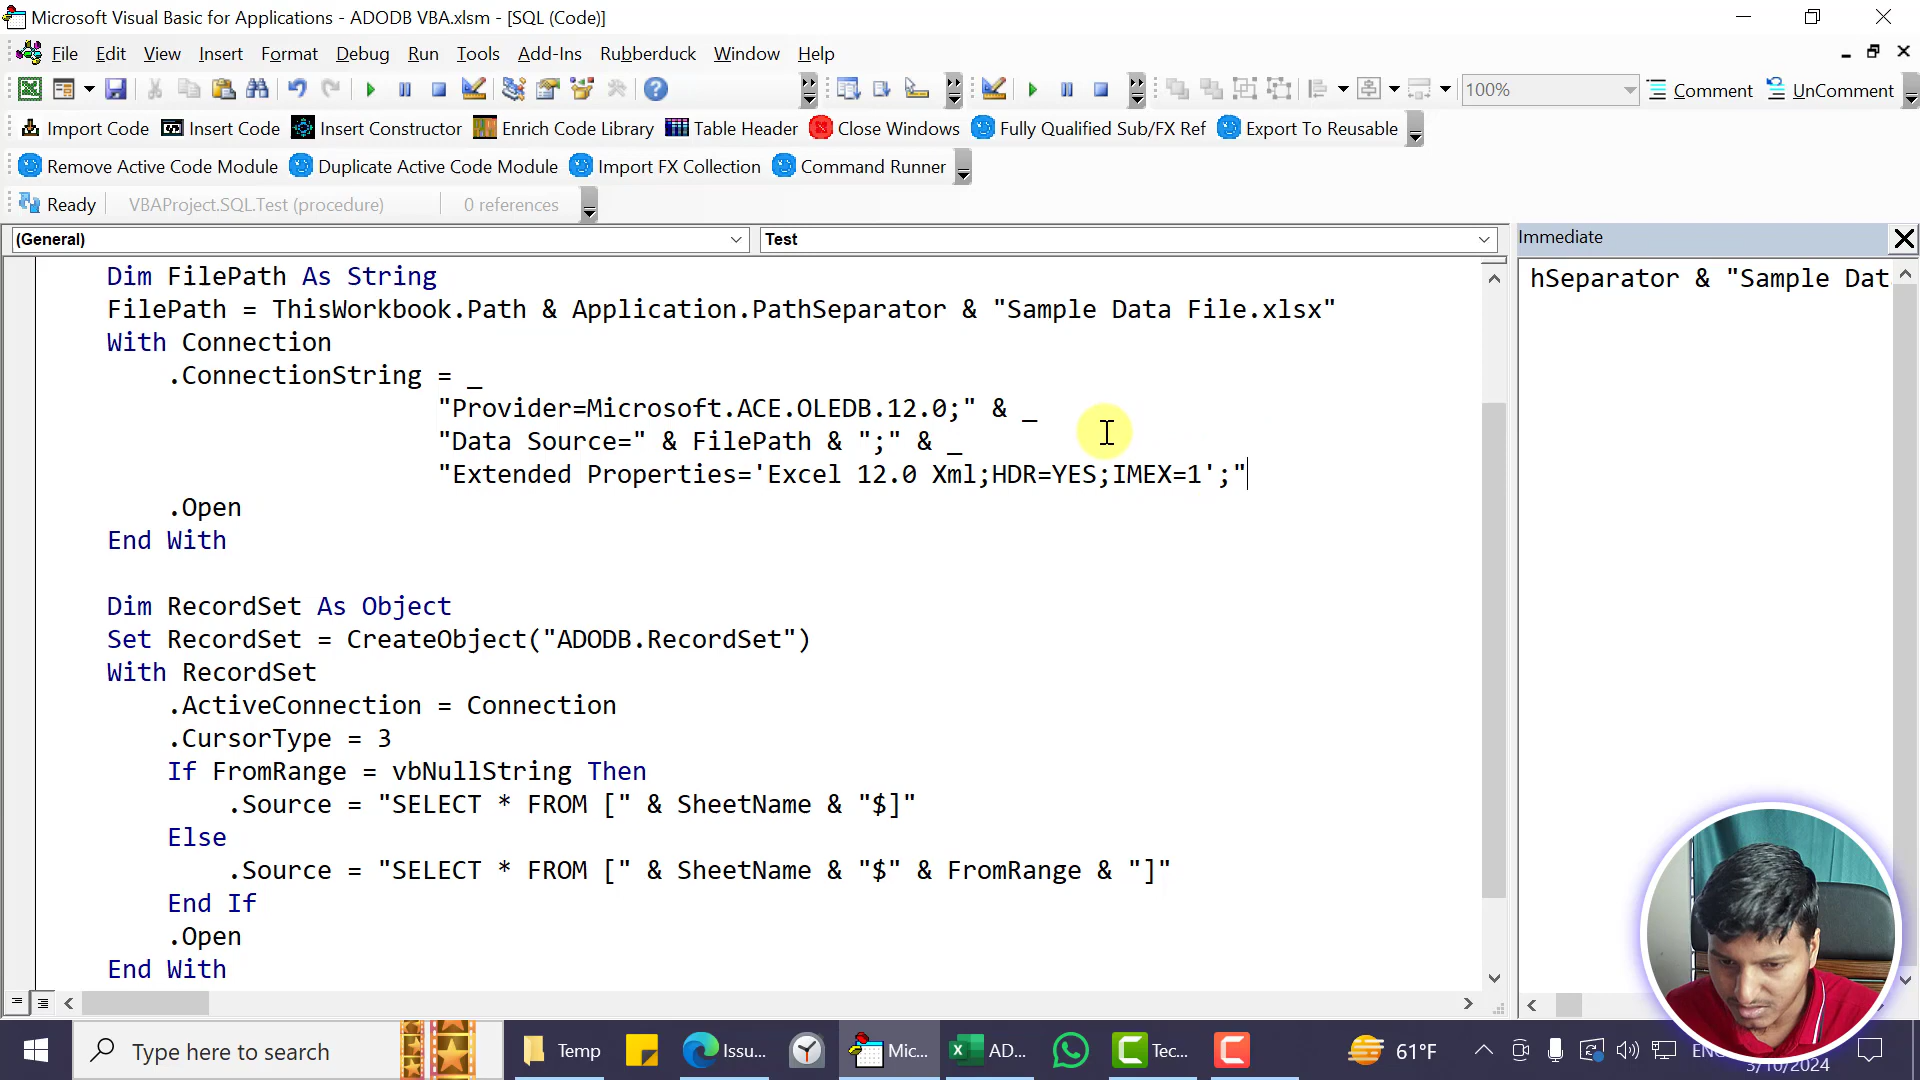 Microsoft Visual Basic for Applications - ADODB VBA.xlsm - [SQL (Code)]
File Edit View Insert Format Debug Run Tools Add-Ins Rubberduck Window Help
100% Comment UnComment
Import Code Insert Code Insert Constructor Enrich Code Library Table Header Close Windows Fully Qualified Sub/FX Ref Export To Reusable
Remove Active Code Module Duplicate Active Code Module Import FX Collection Command Runner
Ready VBAProject.SQL.Test (procedure) 0 references
(General) Test
Immediate
hSeparator & "Sample Dat
Dim FilePath As String
FilePath = ThisWorkbook.Path & Application.PathSeparator & "Sample Data File.xlsx"
With Connection
.ConnectionString = _
"Provider=Microsoft.ACE.OLEDB.12.0;" & _
"Data Source=" & FilePath & ";" & _
"Extended Properties='Excel 12.0 Xml;HDR=YES;IMEX=1';"
.Open
End With
Dim RecordSet As Object
Set RecordSet = CreateObject("ADODB.RecordSet")
With RecordSet
.ActiveConnection = Connection
.CursorType = 3
If FromRange = vbNullString Then
.Source = "SELECT * FROM [" & SheetName & "$]"
Else
.Source = "SELECT * FROM [" & SheetName & "$" & FromRange & "]"
End If
.Open
End With
Type here to search Temp Issu... Mic... AD... Tec... 61°F